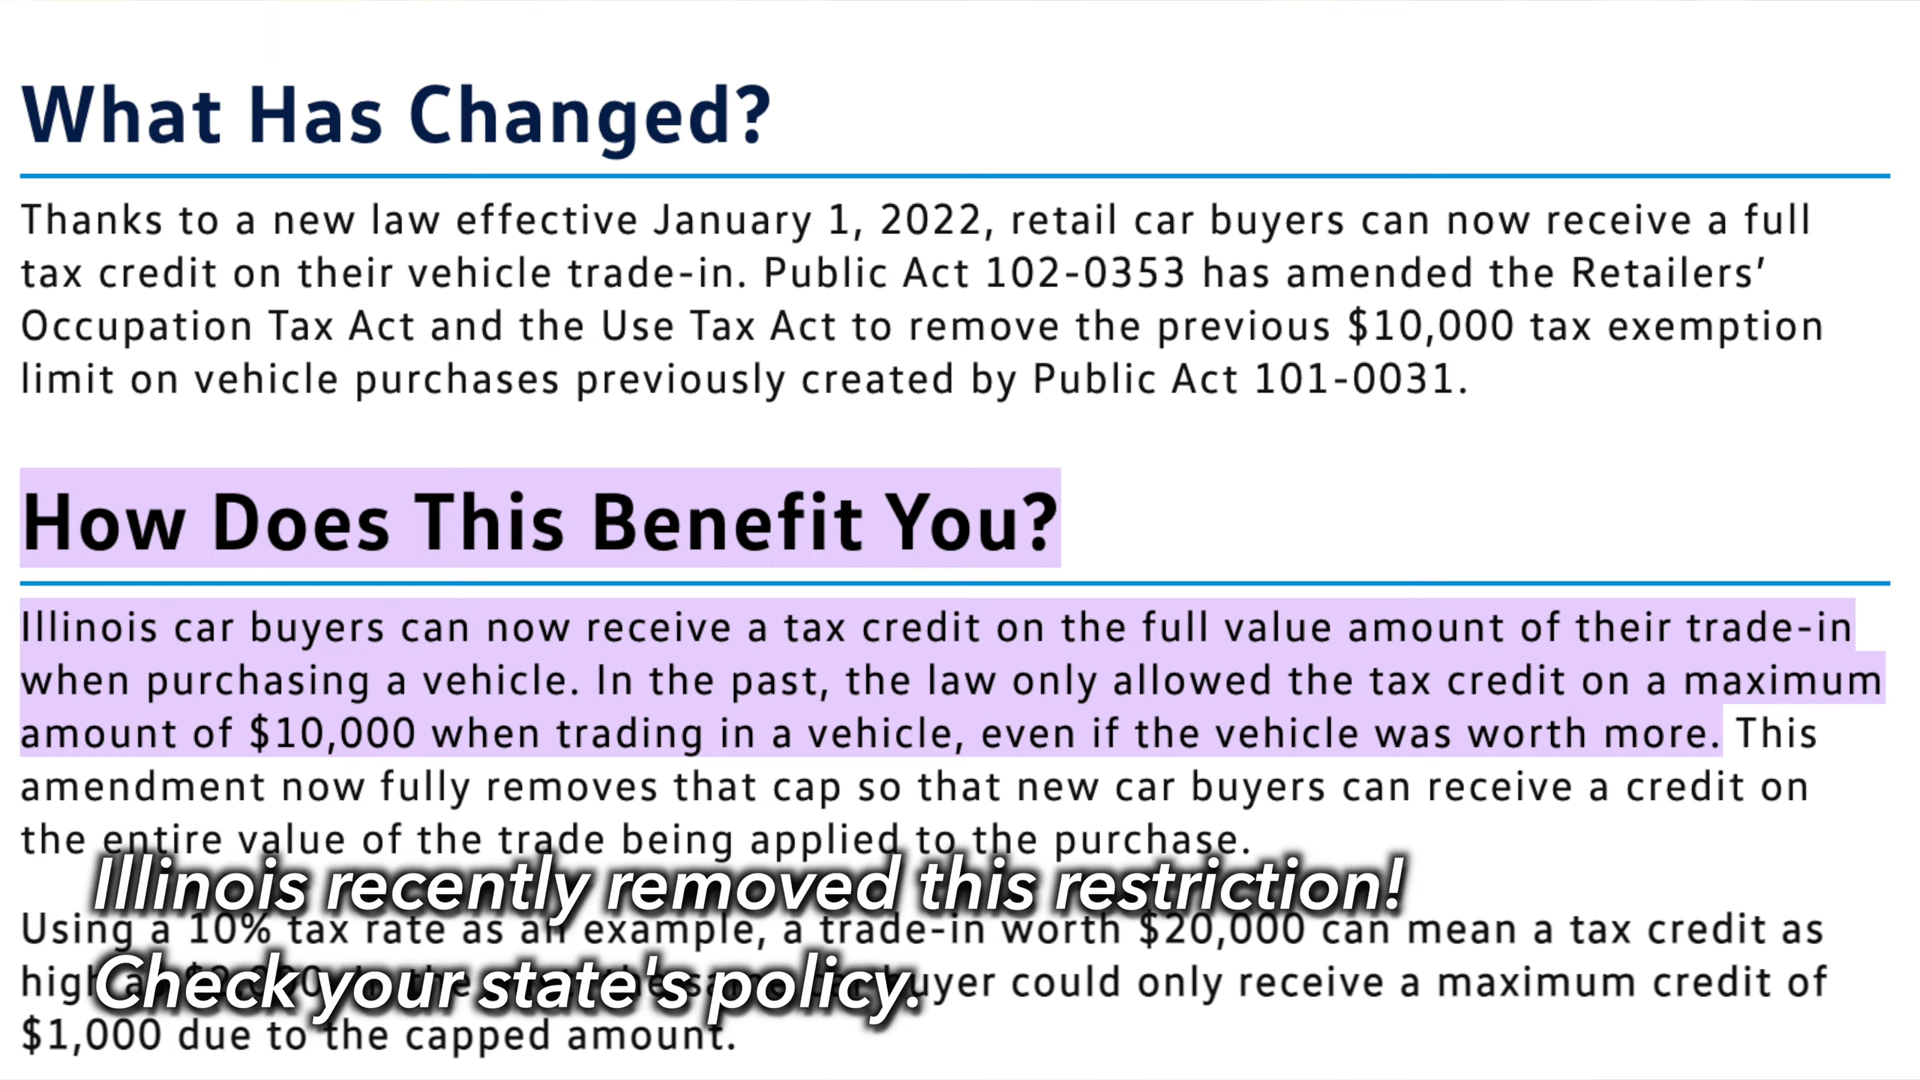 What Has Changed?
Thanks to a new law effective January 1, 2022, retail car buyers can now receive a full
tax credit on their vehicle trade-in. Public Act 102-0353 has amended the Retailers’
Occupation Tax Act and the Use Tax Act to remove the previous $10,000 tax exemption
limit on vehicle purchases previously created by Public Act 101-0031.
How Does This Benefit You?
Illinois car buyers can now receive a tax credit on the full value amount of their trade-in
when purchasing a vehicle. In the past, the law only allowed the tax credit on a maximum
amount of $10,000 when trading in a vehicle, even if the vehicle was worth more. This
amendment now fully removes that cap so that new car buyers can receive a credit on
the entire value of the trade being applied to the purchase.
Illinois recently removed this restriction!
Using a 10% tax rate as an example, a trade-in worth $20,000 can mean a tax credit as
Check your state's policy.
high could only receive a maximum credit of
$1,000 due to the capped amount.